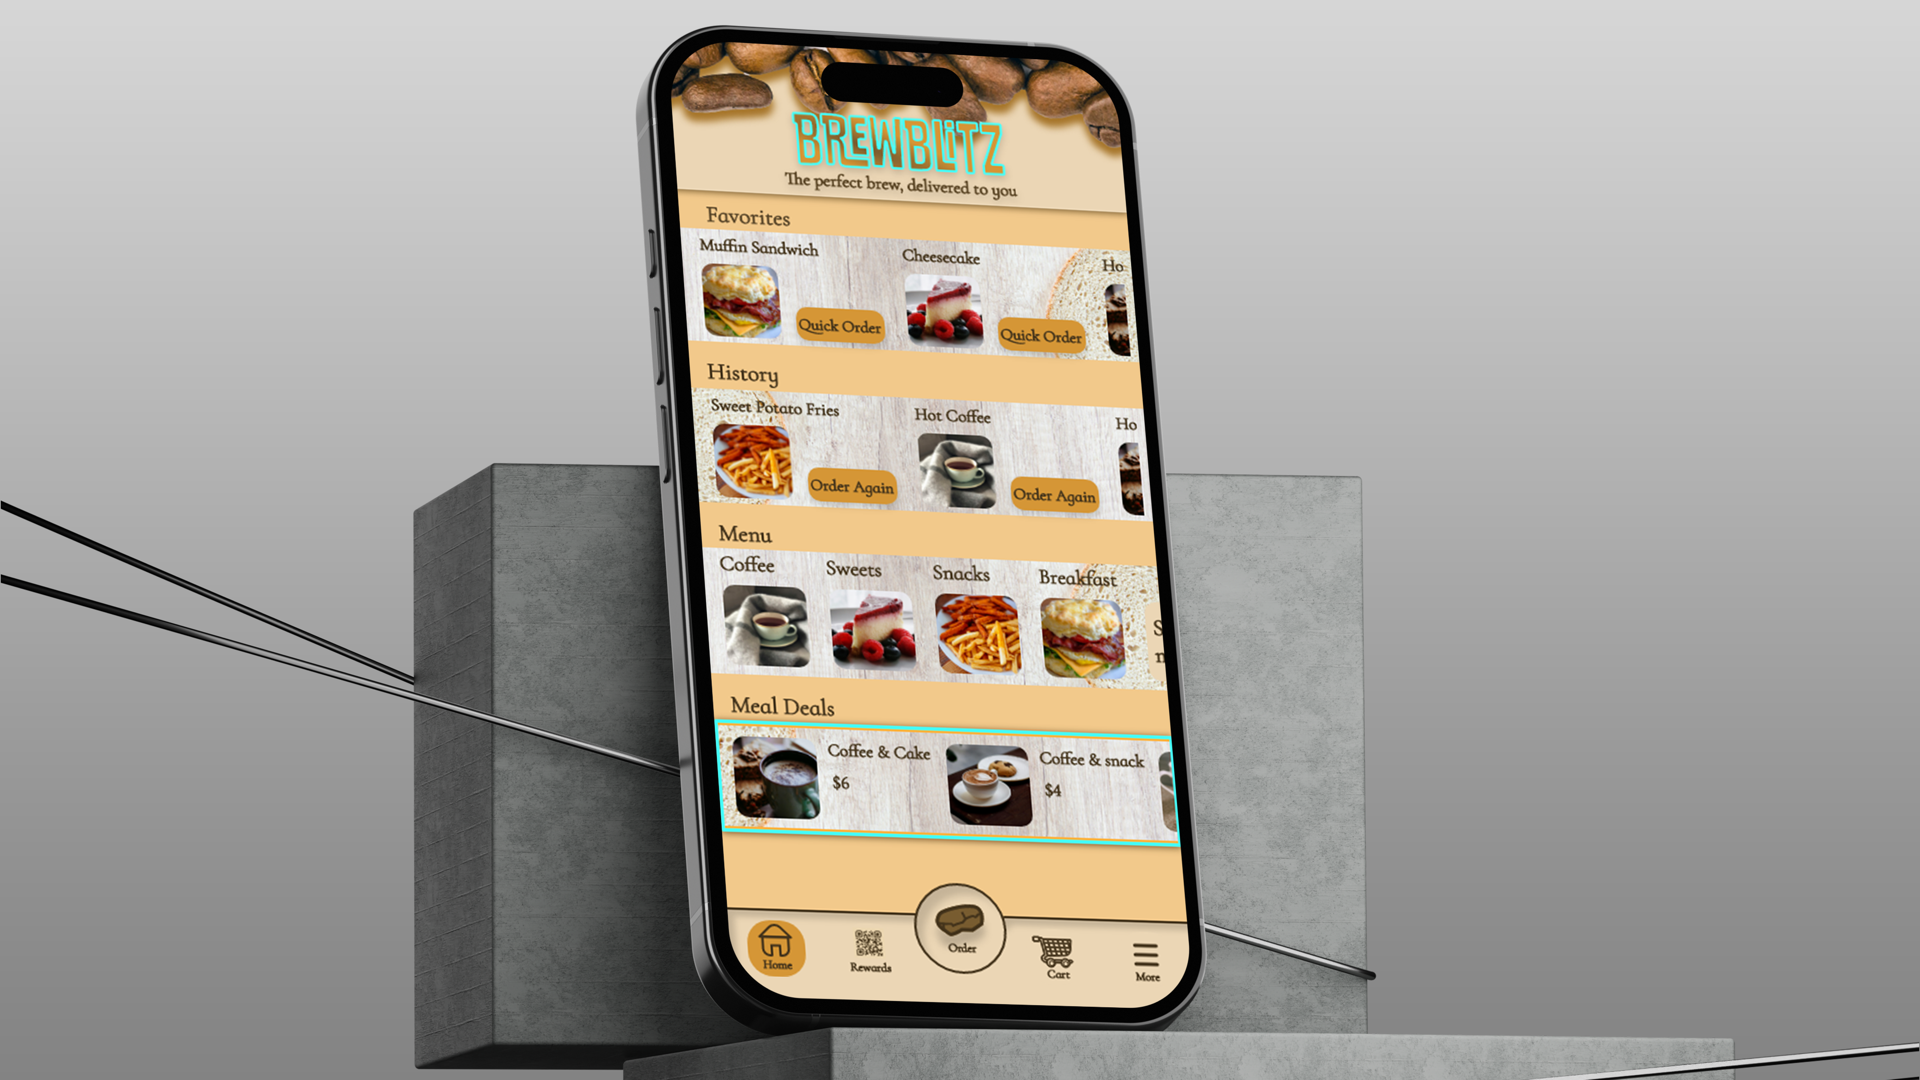 BREWBLiTZ
The perfect brew, delivered to you
Favorites
Muffin Sandwich
Cheesecake
Ho
Quick Order
Quick Order
History
Sweet Potato Fries
Hot Coffee
Ho
Order Again
Order Again
Menu
Coffee
Sweets
Snacks
Breakfast
S
Meal Deals
Coffee & Cake
$6
Coffee & snack
$4
Home
Rewards
Order
Cart
More